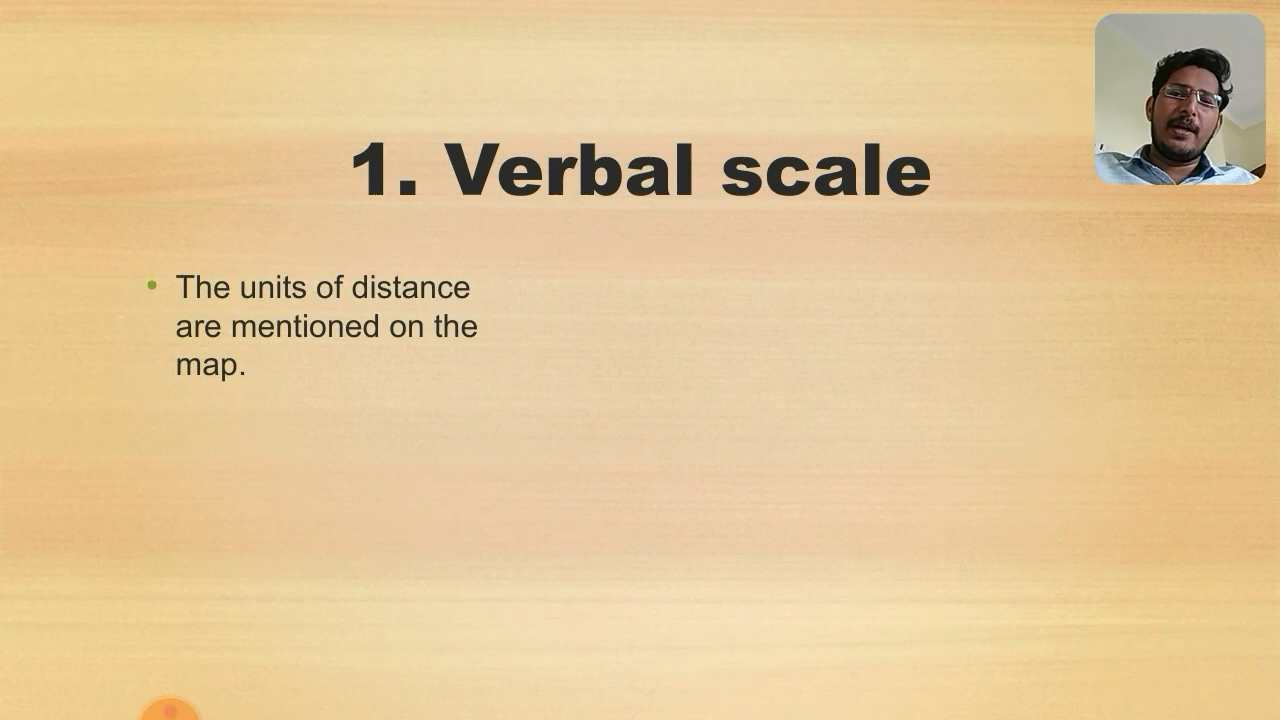 1. Verbal scale
• The units of distance
are mentioned on the
map.